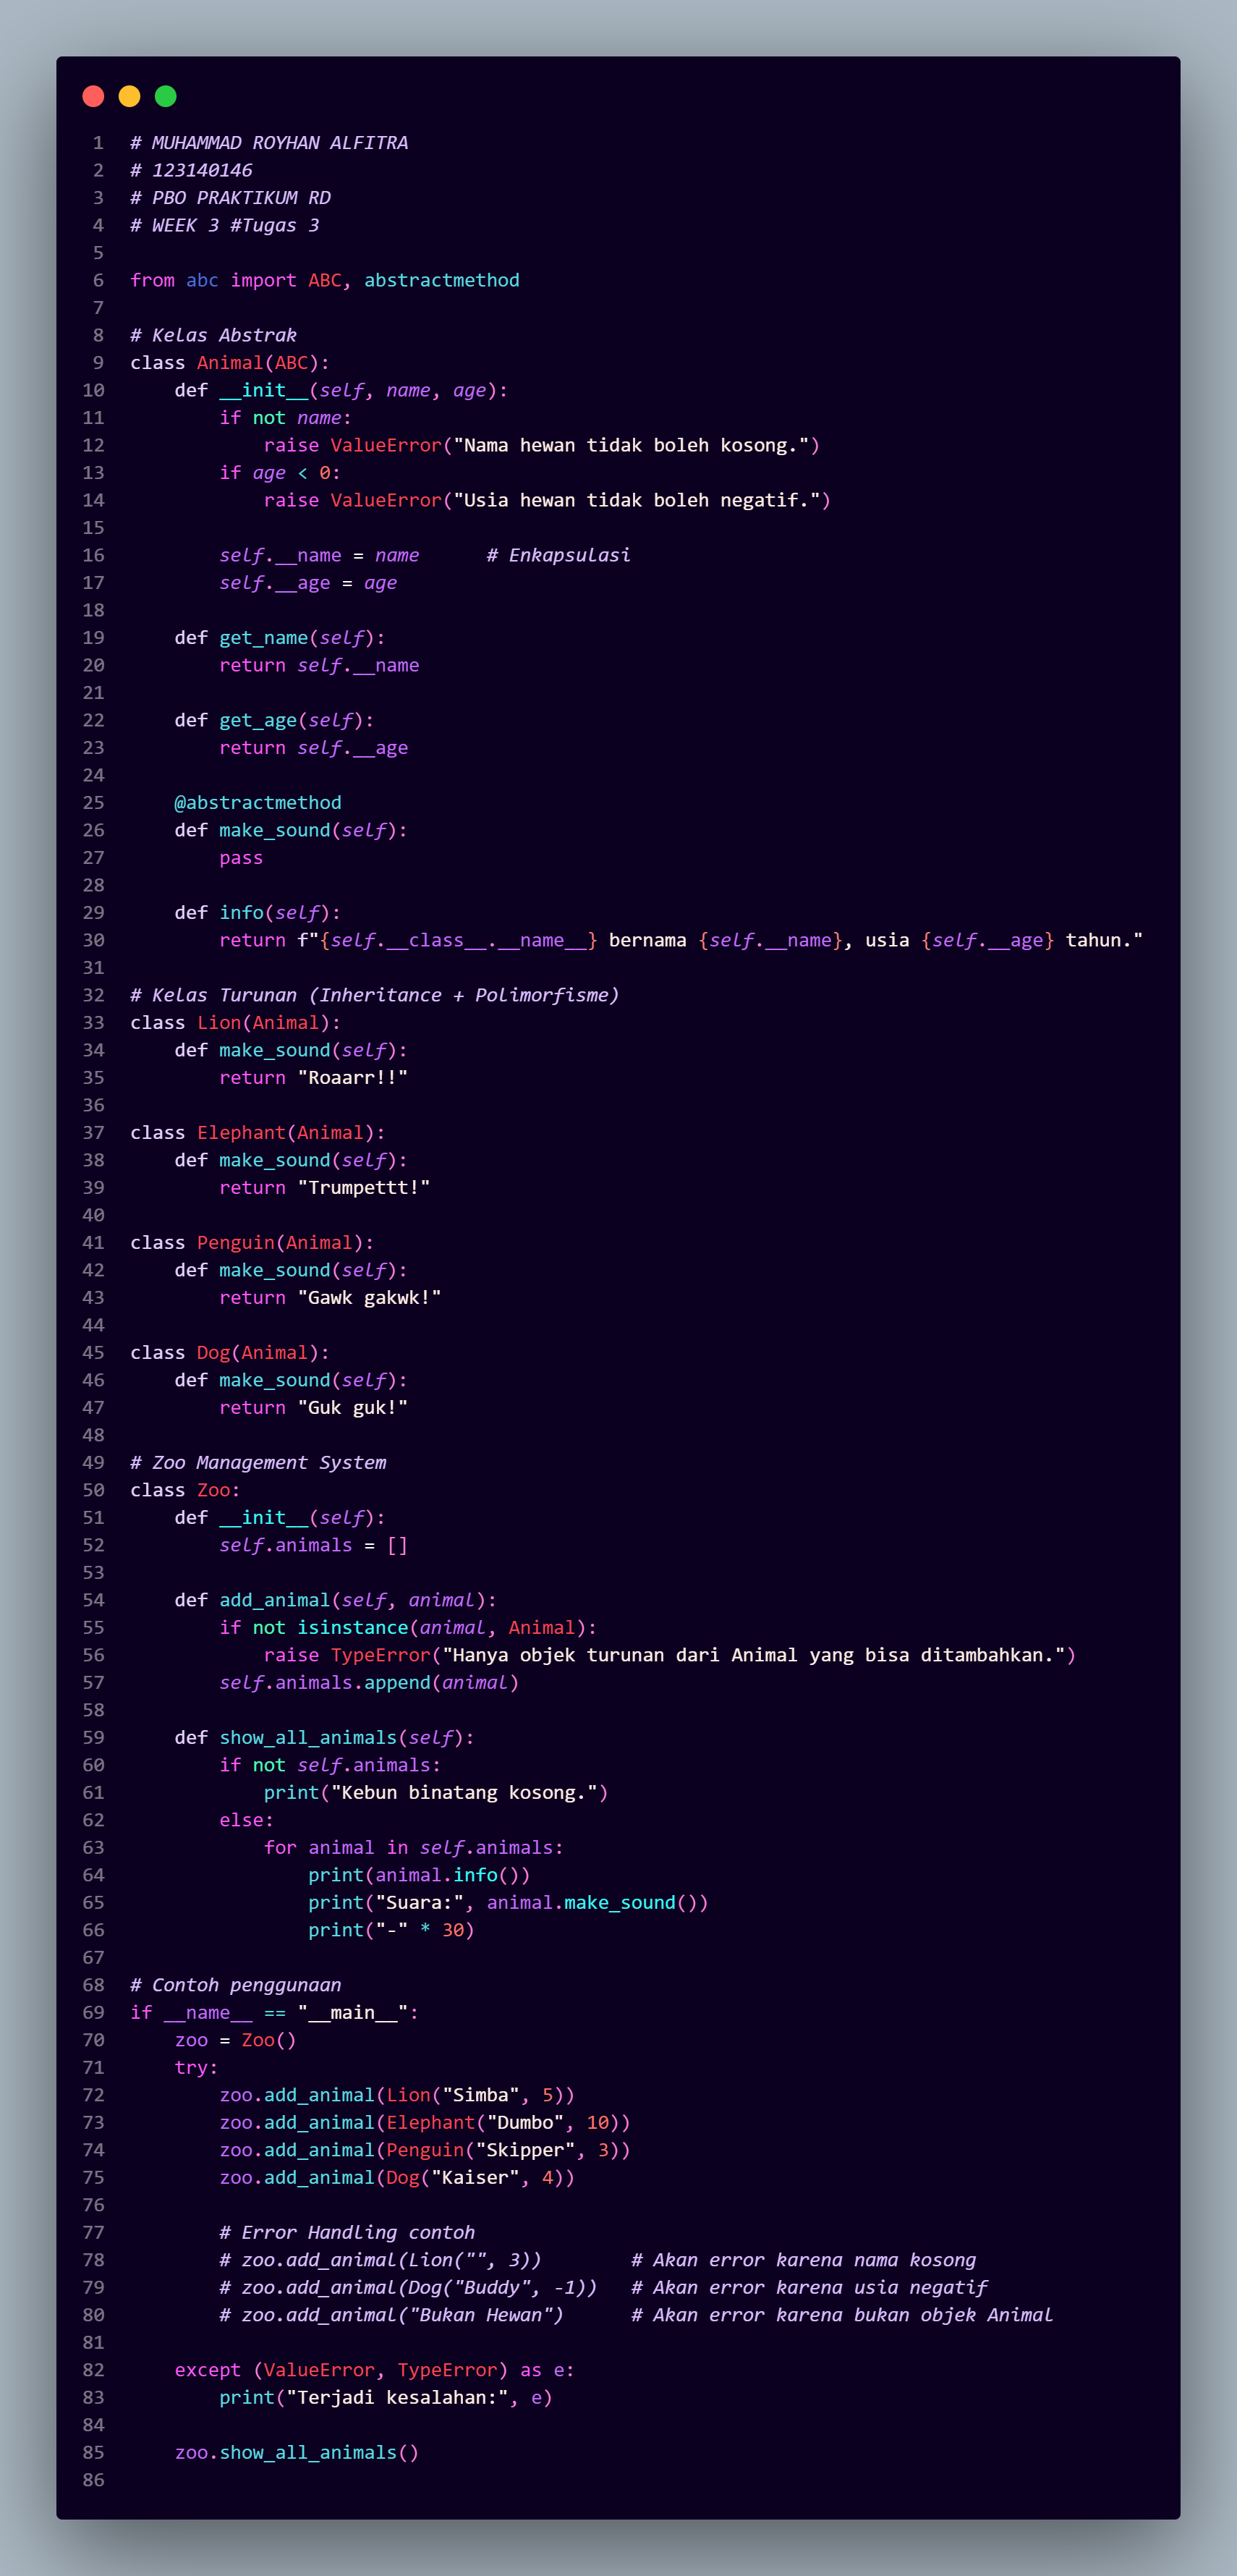 1 # MUHAMMAD ROYHAN ALFITRA
2 # 123140146
3 # PBO PRAKTIKUM RD
4 # WEEK 3 #Tugas 3
5
6 from abc import ABC, abstractmethod
7
8 # Kelas Abstrak
9 class Animal(ABC):
10     def __init__(self, name, age):
11         if not name:
12             raise ValueError("Nama hewan tidak boleh kosong.")
13         if age < 0:
14             raise ValueError("Usia hewan tidak boleh negatif.")
15
16         self.__name = name      # Enkapsulasi
17         self.__age = age
18
19     def get_name(self):
20         return self.__name
21
22     def get_age(self):
23         return self.__age
24
25     @abstractmethod
26     def make_sound(self):
27         pass
28
29     def info(self):
30         return f"{self.__class__.__name__} bernama {self.__name}, usia {self.__age} tahun."
31
32 # Kelas Turunan (Inheritance + Polimorfisme)
33 class Lion(Animal):
34     def make_sound(self):
35         return "Roaarr!!"
36
37 class Elephant(Animal):
38     def make_sound(self):
39         return "Trumpettt!"
40
41 class Penguin(Animal):
42     def make_sound(self):
43         return "Gawk gakwk!"
44
45 class Dog(Animal):
46     def make_sound(self):
47         return "Guk guk!"
48
49 # Zoo Management System
50 class Zoo:
51     def __init__(self):
52         self.animals = []
53
54     def add_animal(self, animal):
55         if not isinstance(animal, Animal):
56             raise TypeError("Hanya objek turunan dari Animal yang bisa ditambahkan.")
57         self.animals.append(animal)
58
59     def show_all_animals(self):
60         if not self.animals:
61             print("Kebun binatang kosong.")
62         else:
63             for animal in self.animals:
64                 print(animal.info())
65                 print("Suara:", animal.make_sound())
66                 print("-" * 30)
67
68 # Contoh penggunaan
69 if __name__ == "__main__":
70     zoo = Zoo()
71     try:
72         zoo.add_animal(Lion("Simba", 5))
73         zoo.add_animal(Elephant("Dumbo", 10))
74         zoo.add_animal(Penguin("Skipper", 3))
75         zoo.add_animal(Dog("Kaiser", 4))
76
77         # Error Handling contoh
78         # zoo.add_animal(Lion("", 3))        # Akan error karena nama kosong
79         # zoo.add_animal(Dog("Buddy", -1))   # Akan error karena usia negatif
80         # zoo.add_animal("Bukan Hewan")      # Akan error karena bukan objek Animal
81
82     except (ValueError, TypeError) as e:
83         print("Terjadi kesalahan:", e)
84
85     zoo.show_all_animals()
86